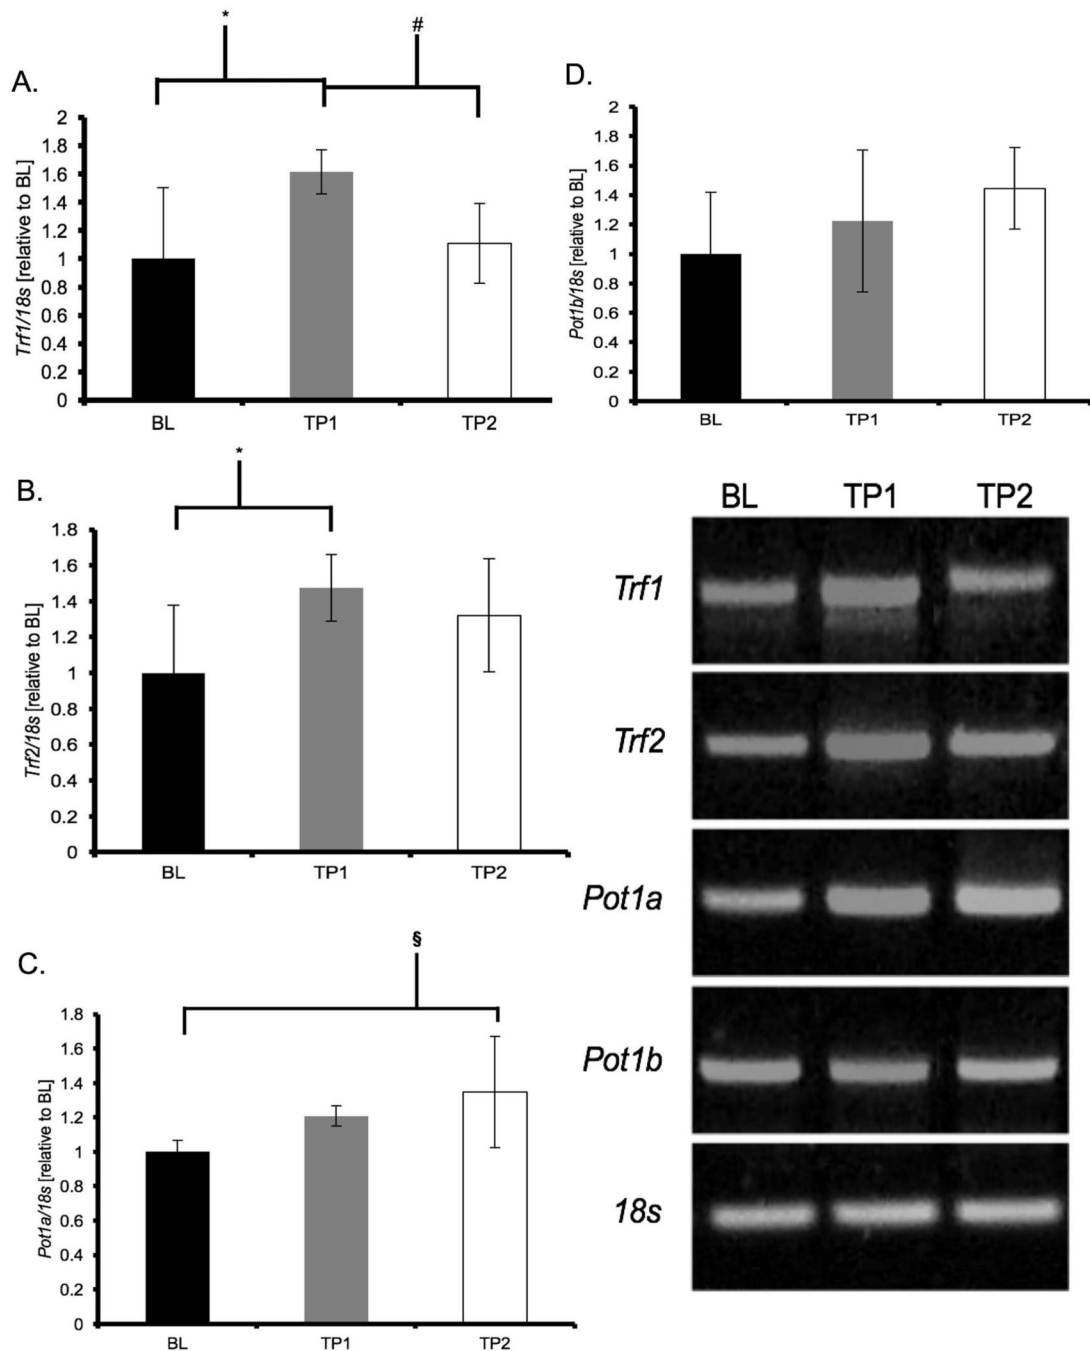 A.
*
#
Trf1/18s [relative to BL]
2
1.8
1.6
1.4
1.2
1
0.8
0.6
0.4
0.2
0
BL TP1 TP2
D.
Pot1b/18s [relative to BL]
2
1.8
1.6
1.4
1.2
1
0.8
0.6
0.4
0.2
0
BL TP1 TP2
B.
*
Trf2/18s [relative to BL]
1.8
1.6
1.4
1.2
1
0.8
0.6
0.4
0.2
0
BL TP1 TP2
C.
§
Pot1a/18s [relative to BL]
1.8
1.6
1.4
1.2
1
0.8
0.6
0.4
0.2
0
BL TP1 TP2
BL TP1 TP2
Trf1
Trf2
Pot1a
Pot1b
18s